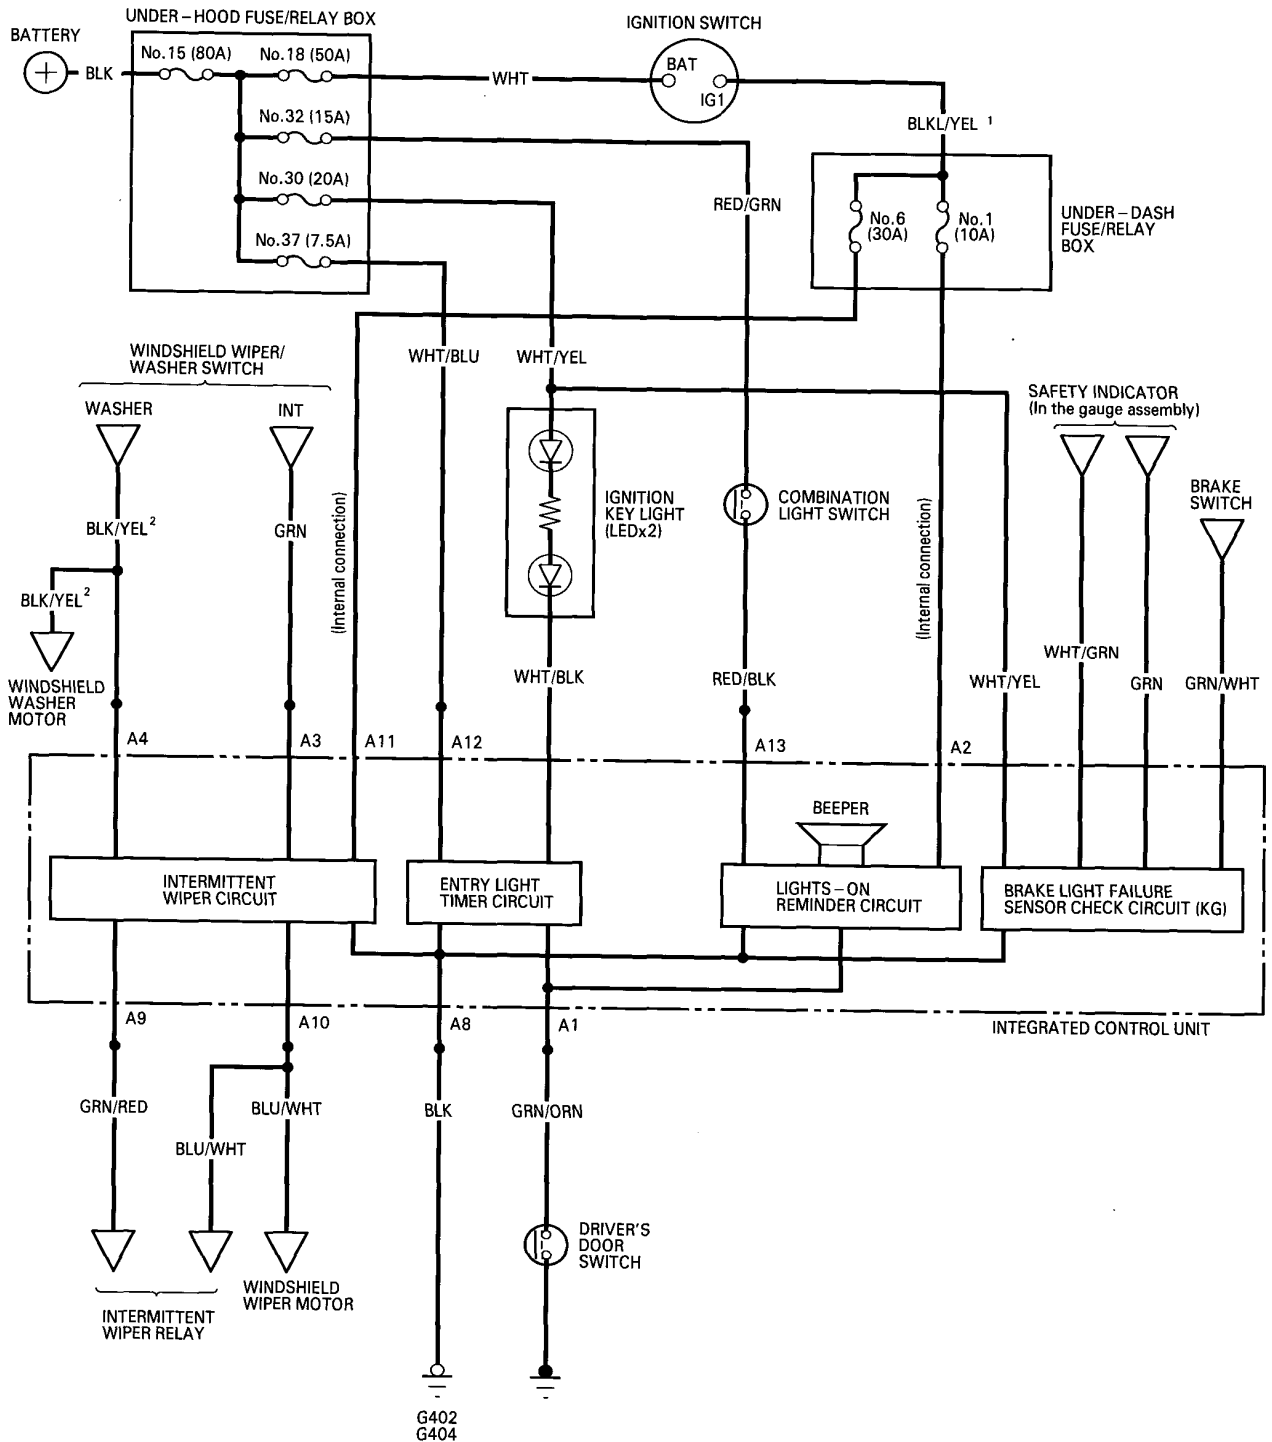 UNDER–HOOD FUSE/RELAY BOX
IGNITION SWITCH
BATTERY
No.15 (80A)
No.18 (50A)
BAT
+
BLK
WHT
IG1
No.32 (15A)
BLKL/YEL 1
No.30 (20A)
RED/GRN
No.6
(30A)
No.1
(10A)
UNDER–DASH
FUSE/RELAY
BOX
No.37 (7.5A)
WINDSHIELD WIPER/
WASHER SWITCH
WHT/BLU
WHT/YEL
SAFETY INDICATOR
(In the gauge assembly)
WASHER
INT
IGNITION
KEY LIGHT
(LEDx2)
COMBINATION
LIGHT SWITCH
BRAKE
SWITCH
BLK/YEL2
GRN
(Internal connection)
(Internal connection)
BLK/YEL2
WINDSHIELD
WASHER
MOTOR
WHT/BLK
RED/BLK
WHT/YEL
WHT/GRN
GRN
GRN/WHT
A4
A3
A11
A12
A13
A2
BEEPER
INTERMITTENT
WIPER CIRCUIT
ENTRY LIGHT
TIMER CIRCUIT
LIGHTS–ON
REMINDER CIRCUIT
BRAKE LIGHT FAILURE
SENSOR CHECK CIRCUIT (KG)
A9
A10
A8
A1
INTEGRATED CONTROL UNIT
GRN/RED
BLU/WHT
BLK
GRN/ORN
BLU/WHT
DRIVER'S
DOOR
SWITCH
WINDSHIELD
WIPER MOTOR
INTERMITTENT
WIPER RELAY
G402
G404